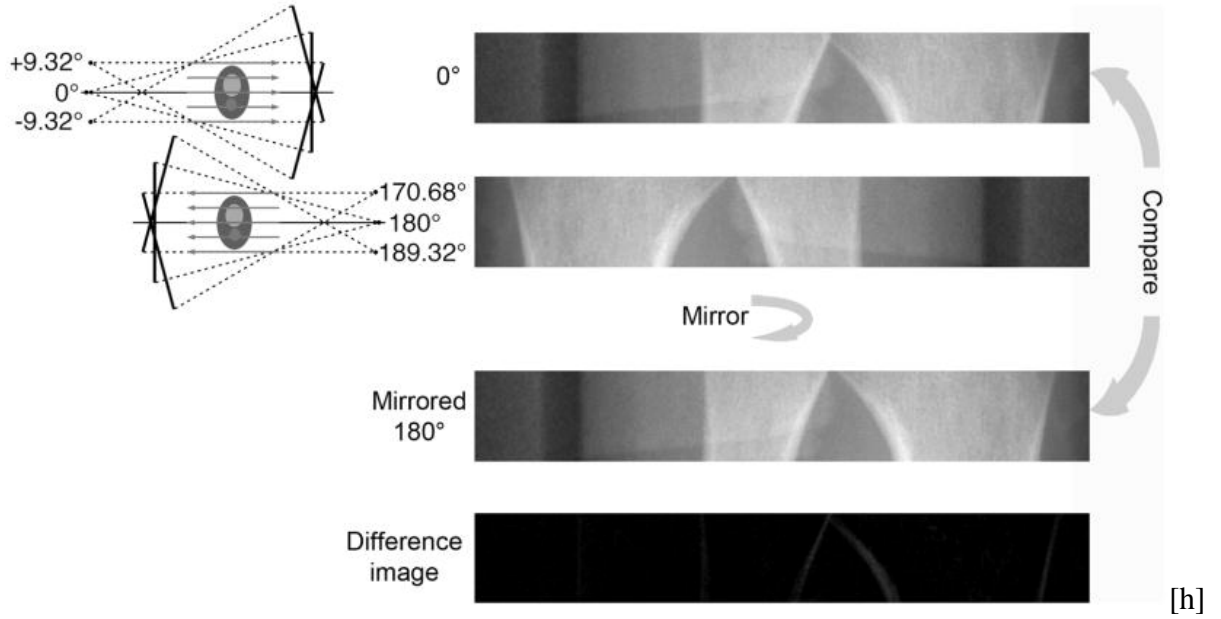 +9.32°
0°
-9.32°
0°
170.68°
180°
189.32°
Compare
Mirror
Mirrored
180°
Difference
image
[h]